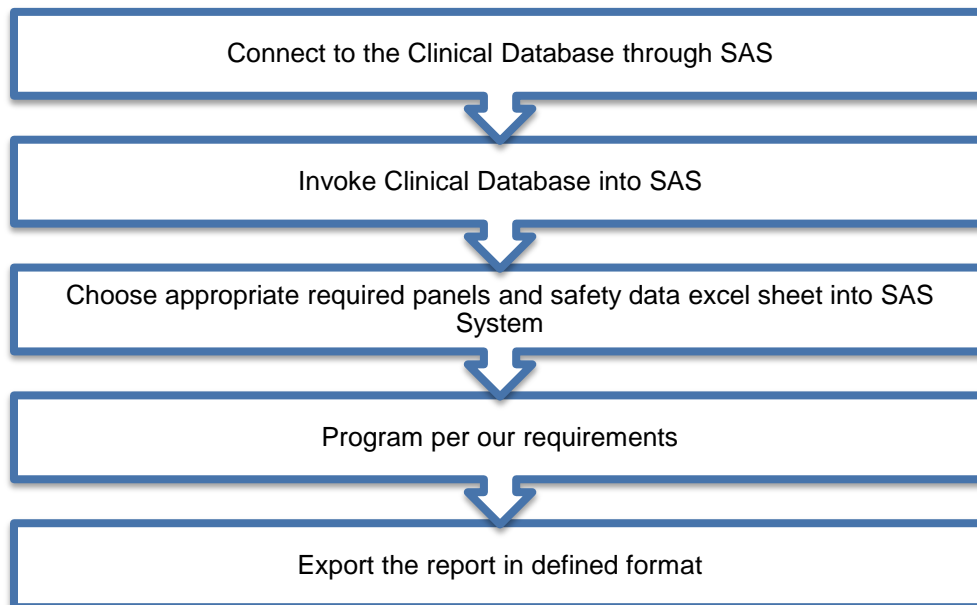 Connect to the Clinical Database through SAS
Invoke Clinical Database into SAS
Choose appropriate required panels and safety data excel sheet into SAS
System
Program per our requirements
Export the report in defined format